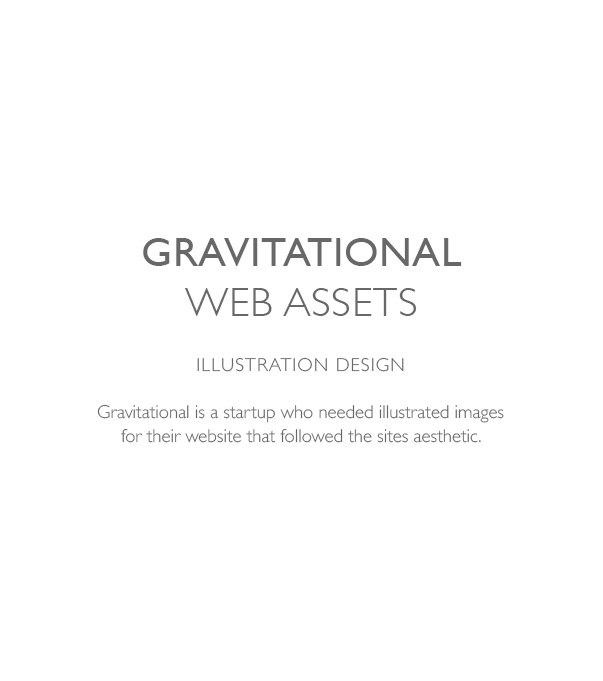 GRAVITATIONAL
WEB ASSETS
ILLUSTRATION DESIGN
Gravitational is a startup who needed illustrated images
for their website that followed the sites aesthetic.